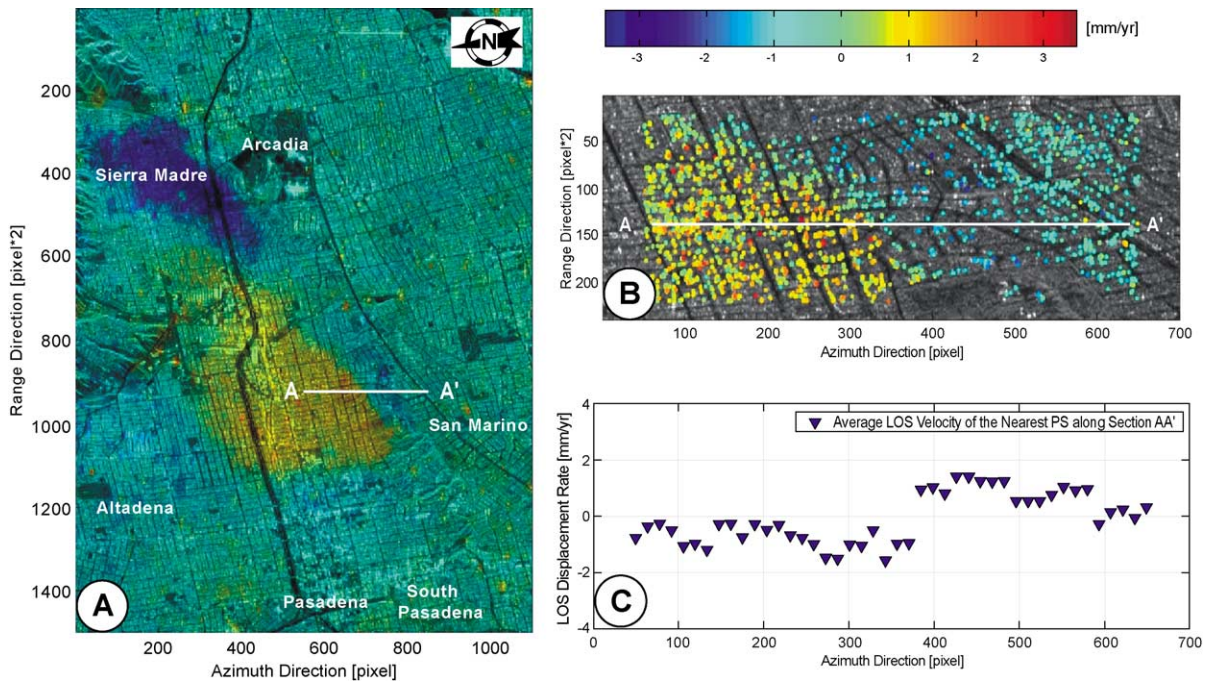 N
200
400
600
800
1000
1200
1400
Range Direction [pixel*2]
Arcadia
Sierra Madre
A
A'
San Marino
Altadena
Pasadena
South
Pasadena
A
200
400
600
800
1000
Azimuth Direction [pixel]
-3
-2
-1
0
1
2
3
[mm/yr]
50
100
150
200
Range Direction [pixel*2]
A
A'
B
100
200
300
400
500
600
700
Azimuth Direction [pixel]
4
2
0
-2
-4
LOS Displacement Rate [mm/yr]
Average LOS Velocity of the Nearest PS along Section AA'
C
0
100
200
300
400
500
600
700
Azimuth Direction [pixel]